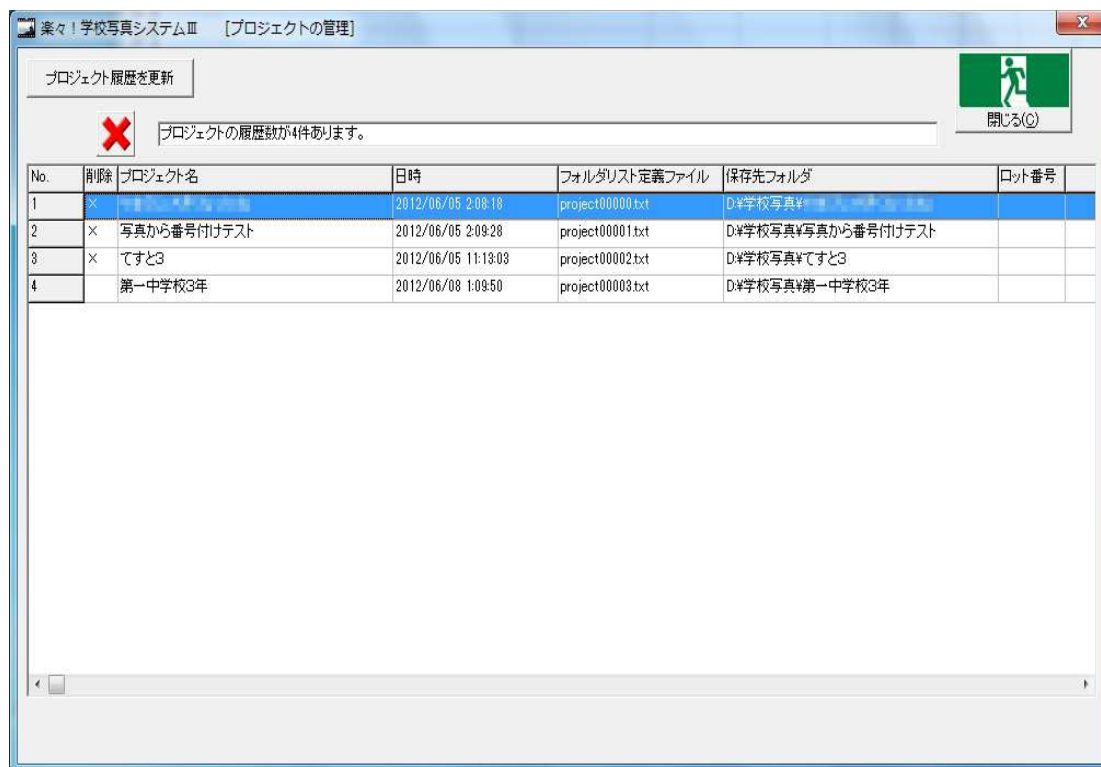 楽々！学校写真システムⅢ　[プロジェクトの管理]
プロジェクト履歴を更新
閉じる(C)
プロジェクトの履歴数が4件あります。
No. 削除 プロジェクト名 日時 フォルダリスト定義ファイル 保存先フォルダ ロット番号
1 × 2012/06/05 2:08:18 project00000.txt D:¥学校写真¥
2 × 写真から番号付けテスト 2012/06/05 2:09:28 project00001.txt D:¥学校写真¥写真から番号付けテスト
3 × てすと3 2012/06/05 11:13:03 project00002.txt D:¥学校写真¥てすと3
4 第一中学校3年 2012/06/08 1:09:50 project00003.txt D:¥学校写真¥第一中学校3年